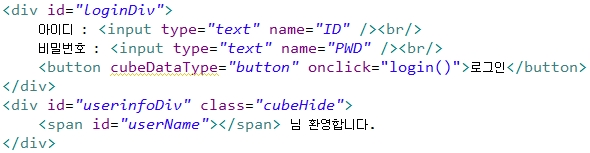 <div id="loginDiv">
    아이디 : <input type="text" name="ID" /><br/>
    비밀번호 : <input type="text" name="PWD" /><br/>
    <button cubeDataType="button" onclick="login()">로그인</button>
</div>
<div id="userinfoDiv" class="cubeHide">
    <span id="userName"></span> 님 환영합니다.
</div>